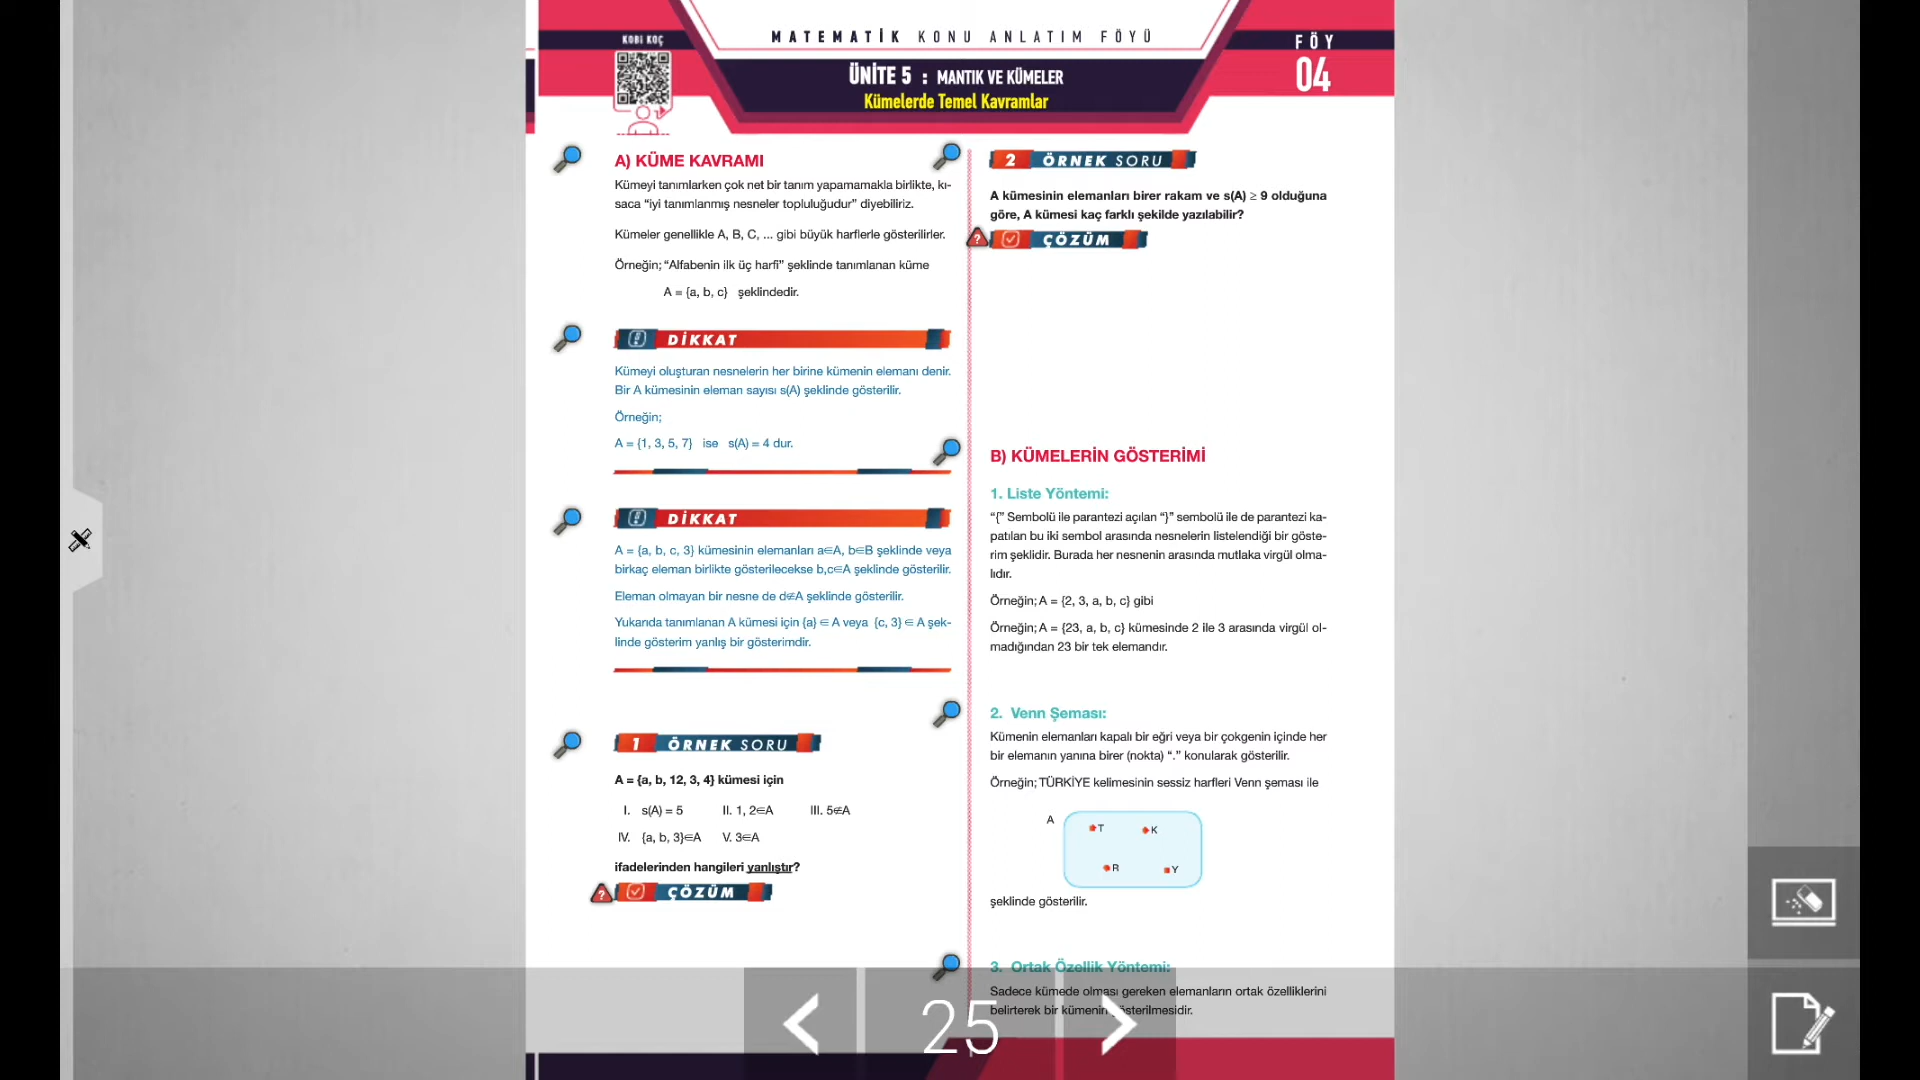 KOBİ KOÇ
MATEMATİK KONU ANLATIM FÖYÜ
ÜNİTE 5 : MANTIK VE KÜMELER
Kümelerde Temel Kavramlar
FÖY
04
A) KÜME KAVRAMI
Kümeyi tanımlarken çok net bir tanım yapamamakla birlikte, kı-
saca “iyi tanımlanmış nesneler topluluğudur” diyebiliriz.
Kümeler genellikle A, B, C, ... gibi büyük harflerle gösterilirler.
Örneğin; “Alfabenin ilk üç harfi” şeklinde tanımlanan küme
A = {a, b, c} şeklindedir.
DİKKAT
Kümeyi oluşturan nesnelerin her birine kümenin elemanı denir.
Bir A kümesinin eleman sayısı s(A) şeklinde gösterilir.
Örneğin;
A = {1, 3, 5, 7} ise s(A) = 4 dur.
DİKKAT
A = {a, b, c, 3} kümesinin elemanları a∈A, b∈B şeklinde veya
birkaç eleman birlikte gösterilecekse b,c∈A şeklinde gösterilir.
Eleman olmayan bir nesne de d∉A şeklinde gösterilir.
Yukarıda tanımlanan A kümesi için {a} ∈ A veya {c, 3} ∈ A şek-
linde gösterim yanlış bir gösterimdir.
1 ÖRNEK SORU
A = {a, b, 12, 3, 4} kümesi için
I. s(A) = 5 II. 1, 2∈A III. 5∉A
IV. {a, b, 3}∈A V. 3∈A
ifadelerinden hangileri yanlıştır?
ÇÖZÜM
2 ÖRNEK SORU
A kümesinin elemanları birer rakam ve s(A) ≥ 9 olduğuna
göre, A kümesi kaç farklı şekilde yazılabilir?
ÇÖZÜM
B) KÜMELERİN GÖSTERİMİ
1. Liste Yöntemi:
“{” Sembolü ile parantezi açılan “}” sembolü ile de parantezi ka-
patılan bu iki sembol arasında nesnelerin listelendiği bir göste-
rim şeklidir. Burada her nesnenin arasında mutlaka virgül olma-
lıdır.
Örneğin; A = {2, 3, a, b, c} gibi
Örneğin; A = {23, a, b, c} kümesinde 2 ile 3 arasında virgül ol-
madığından 23 bir tek elemandır.
2. Venn Şeması:
Kümenin elemanları kapalı bir eğri veya bir çokgenin içinde her
bir elemanın yanına birer (nokta) “.” konularak gösterilir.
Örneğin; TÜRKİYE kelimesinin sessiz harfleri Venn şeması ile
A
T K
R Y
şeklinde gösterilir.
3. Ortak Özellik Yöntemi:
Sadece kümede olması gereken elemanların ortak özelliklerini
belirterek bir kümenin gösterilmesidir.
25